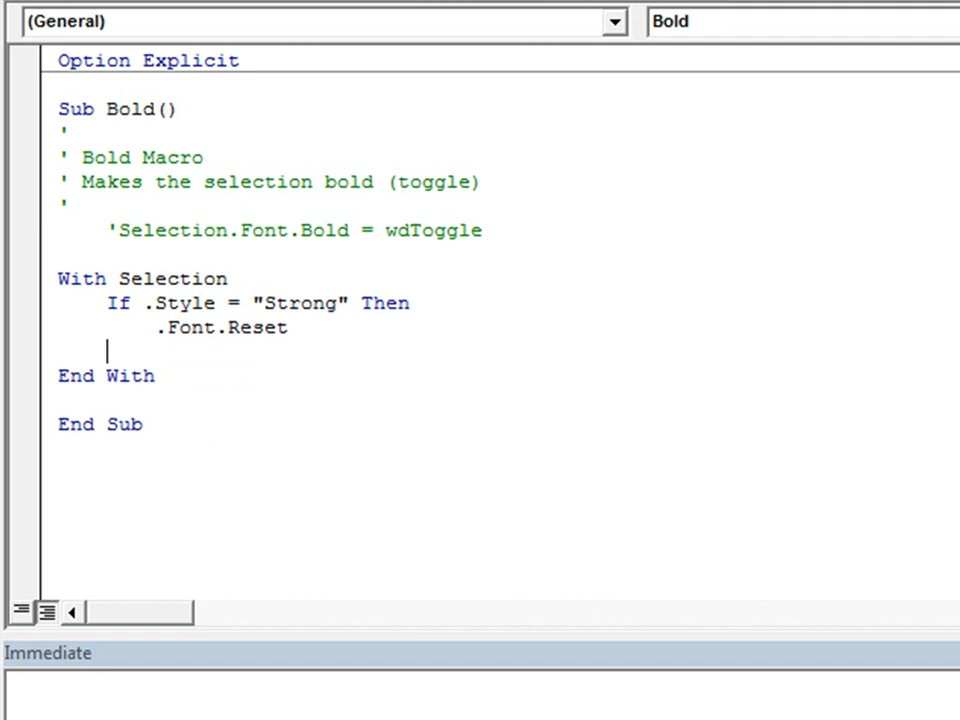 (General)
Bold
Option Explicit
Sub Bold()
'
' Bold Macro
' Makes the selection bold (toggle)
'
'Selection.Font.Bold = wdToggle
With Selection
If .Style = "Strong" Then
.Font.Reset
End With
End Sub
Immediate